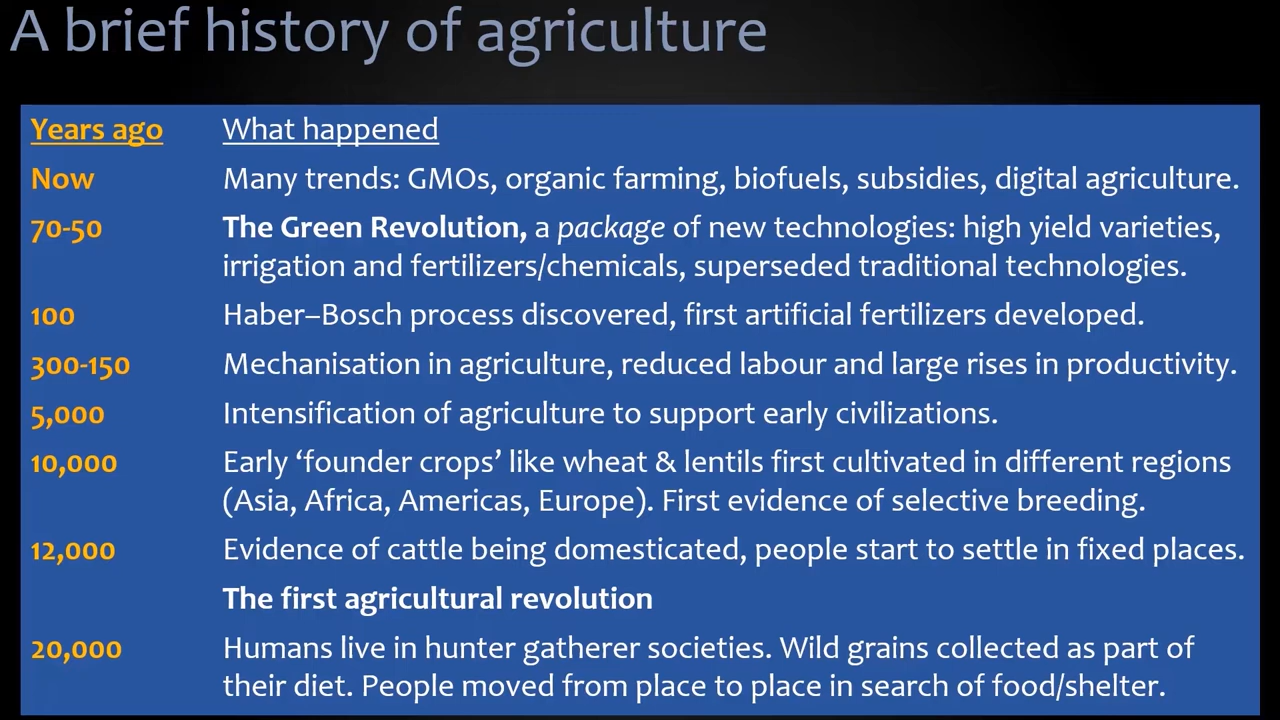 A brief history of agriculture
Years ago What happened
Now Many trends: GMOs, organic farming, biofuels, subsidies, digital agriculture.
70-50 The Green Revolution, a package of new technologies: high yield varieties,
irrigation and fertilizers/chemicals, superseded traditional technologies.
100 Haber–Bosch process discovered, first artificial fertilizers developed.
300-150 Mechanisation in agriculture, reduced labour and large rises in productivity.
5,000 Intensification of agriculture to support early civilizations.
10,000 Early ‘founder crops’ like wheat & lentils first cultivated in different regions
(Asia, Africa, Americas, Europe). First evidence of selective breeding.
12,000 Evidence of cattle being domesticated, people start to settle in fixed places.
The first agricultural revolution
20,000 Humans live in hunter gatherer societies. Wild grains collected as part of
their diet. People moved from place to place in search of food/shelter.